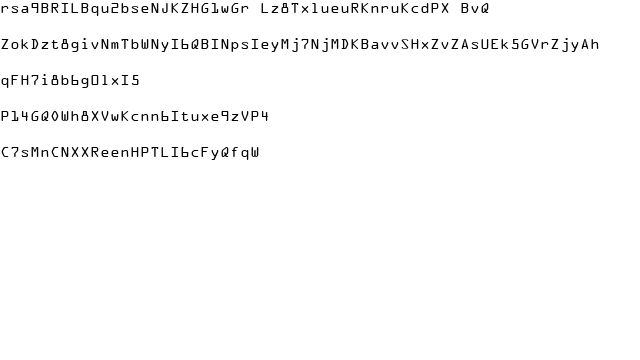 rsa9BRILBqu2bseNJKZHG1wGr Lz8TxlueuRKnruKcdPX BvQ
ZokDzt8givNmTbWNyI6QBINpsIeyMj7NjMDKBavvSHxZvZAsUEk5GVrZjyAh
qFH7i8b6gOlxI5
P14GQ0Wh8XVwKcnn6Ituxe9zVP4
C7sMnCNXXReenHPTLI6cFyQfqW